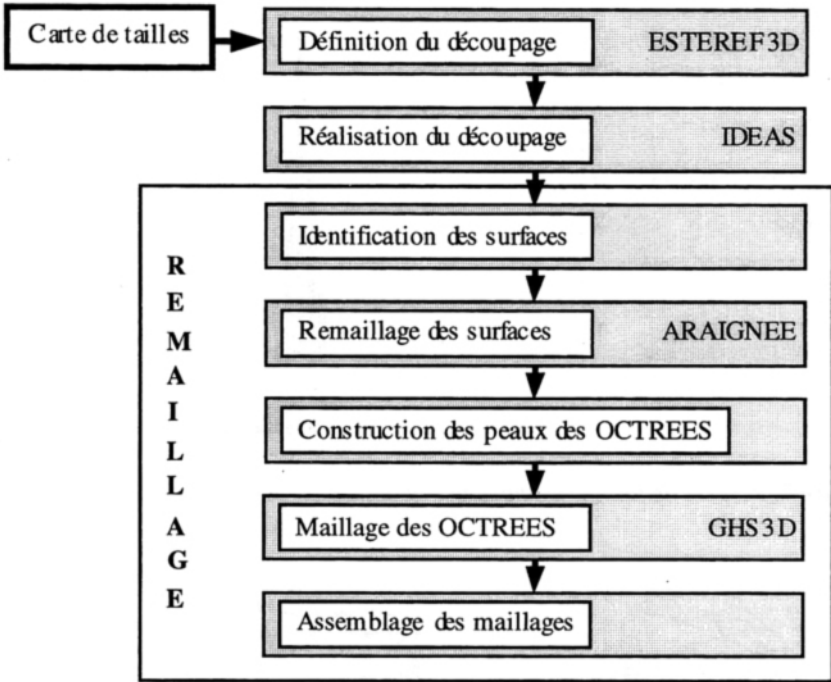 Carte de tailles
Définition du découpage ESTEREF3D
Réalisation du découpage IDEAS
Identification des surfaces
REMAILLAGE
Remaillage des surfaces ARAIGNEE
Construction des peaux des OCTREES
Maillage des OCTREES GHS3D
Assemblage des maillages